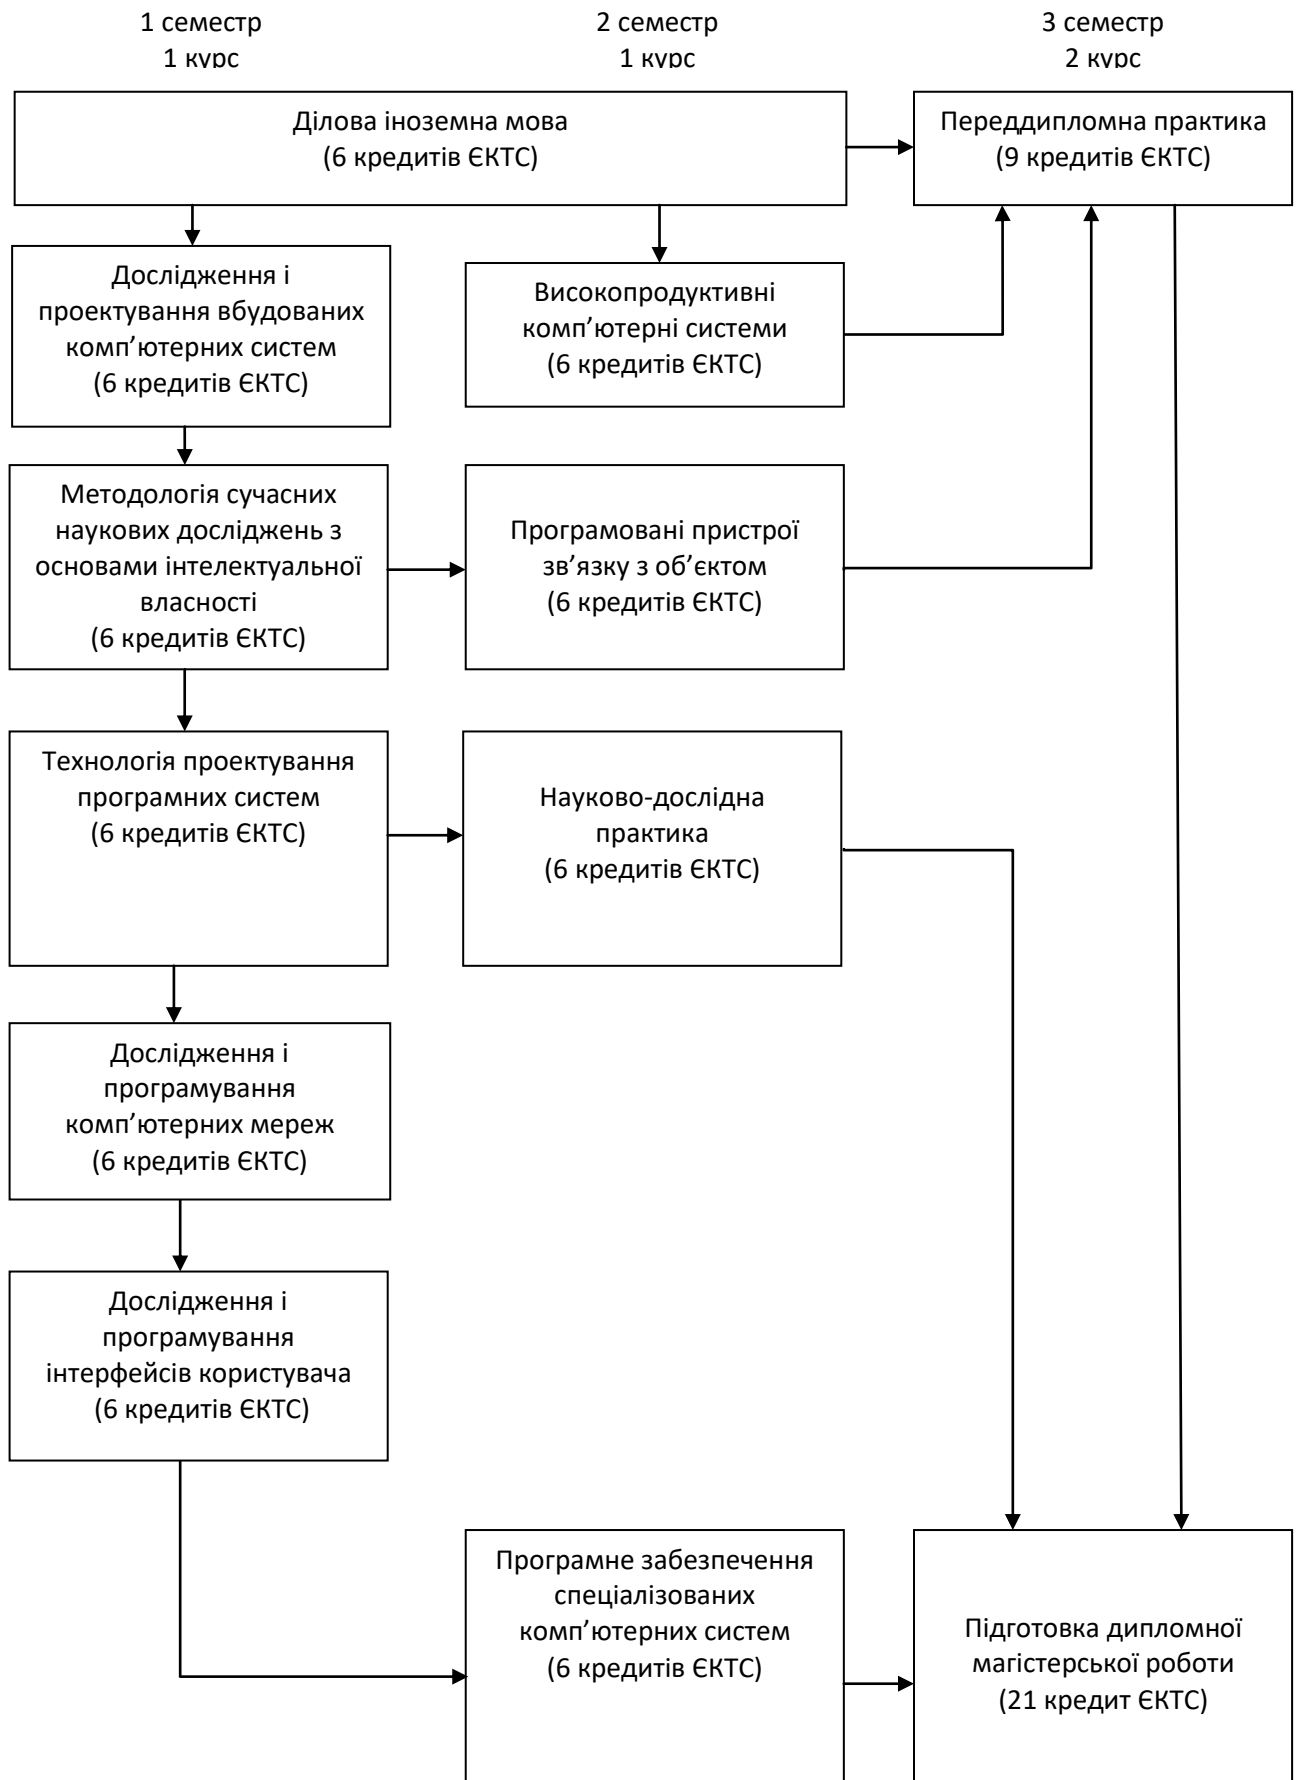 1 семестр
1 курс
2 семестр
1 курс
3 семестр
2 курс
Ділова іноземна мова
(6 кредитів ЄКТС)
Переддипломна практика
(9 кредитів ЄКТС)
Дослідження і
проектування вбудованих
комп’ютерних систем
(6 кредитів ЄКТС)
Високопродуктивні
комп’ютерні системи
(6 кредитів ЄКТС)
Методологія сучасних
наукових досліджень з
основами інтелектуальної
власності
(6 кредитів ЄКТС)
Програмовані пристрої
зв’язку з об’єктом
(6 кредитів ЄКТС)
Технологія проектування
програмних систем
(6 кредитів ЄКТС)
Науково-дослідна
практика
(6 кредитів ЄКТС)
Дослідження і
програмування
комп’ютерних мереж
(6 кредитів ЄКТС)
Дослідження і
програмування
інтерфейсів користувача
(6 кредитів ЄКТС)
Програмне забезпечення
спеціалізованих
комп’ютерних систем
(6 кредитів ЄКТС)
Підготовка дипломної
магістерської роботи
(21 кредит ЄКТС)